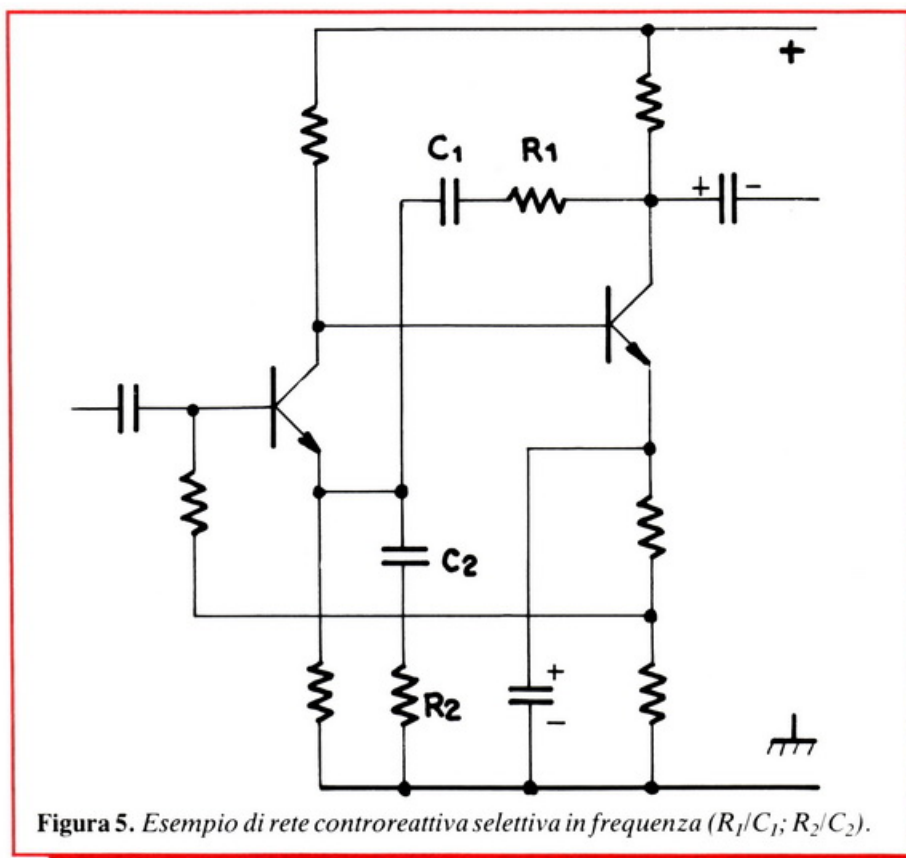 +
C1 R1
+ -
C2
R2
+
-
Figura 5. Esempio di rete controreattiva selettiva in frequenza (R1/C1; R2/C2).